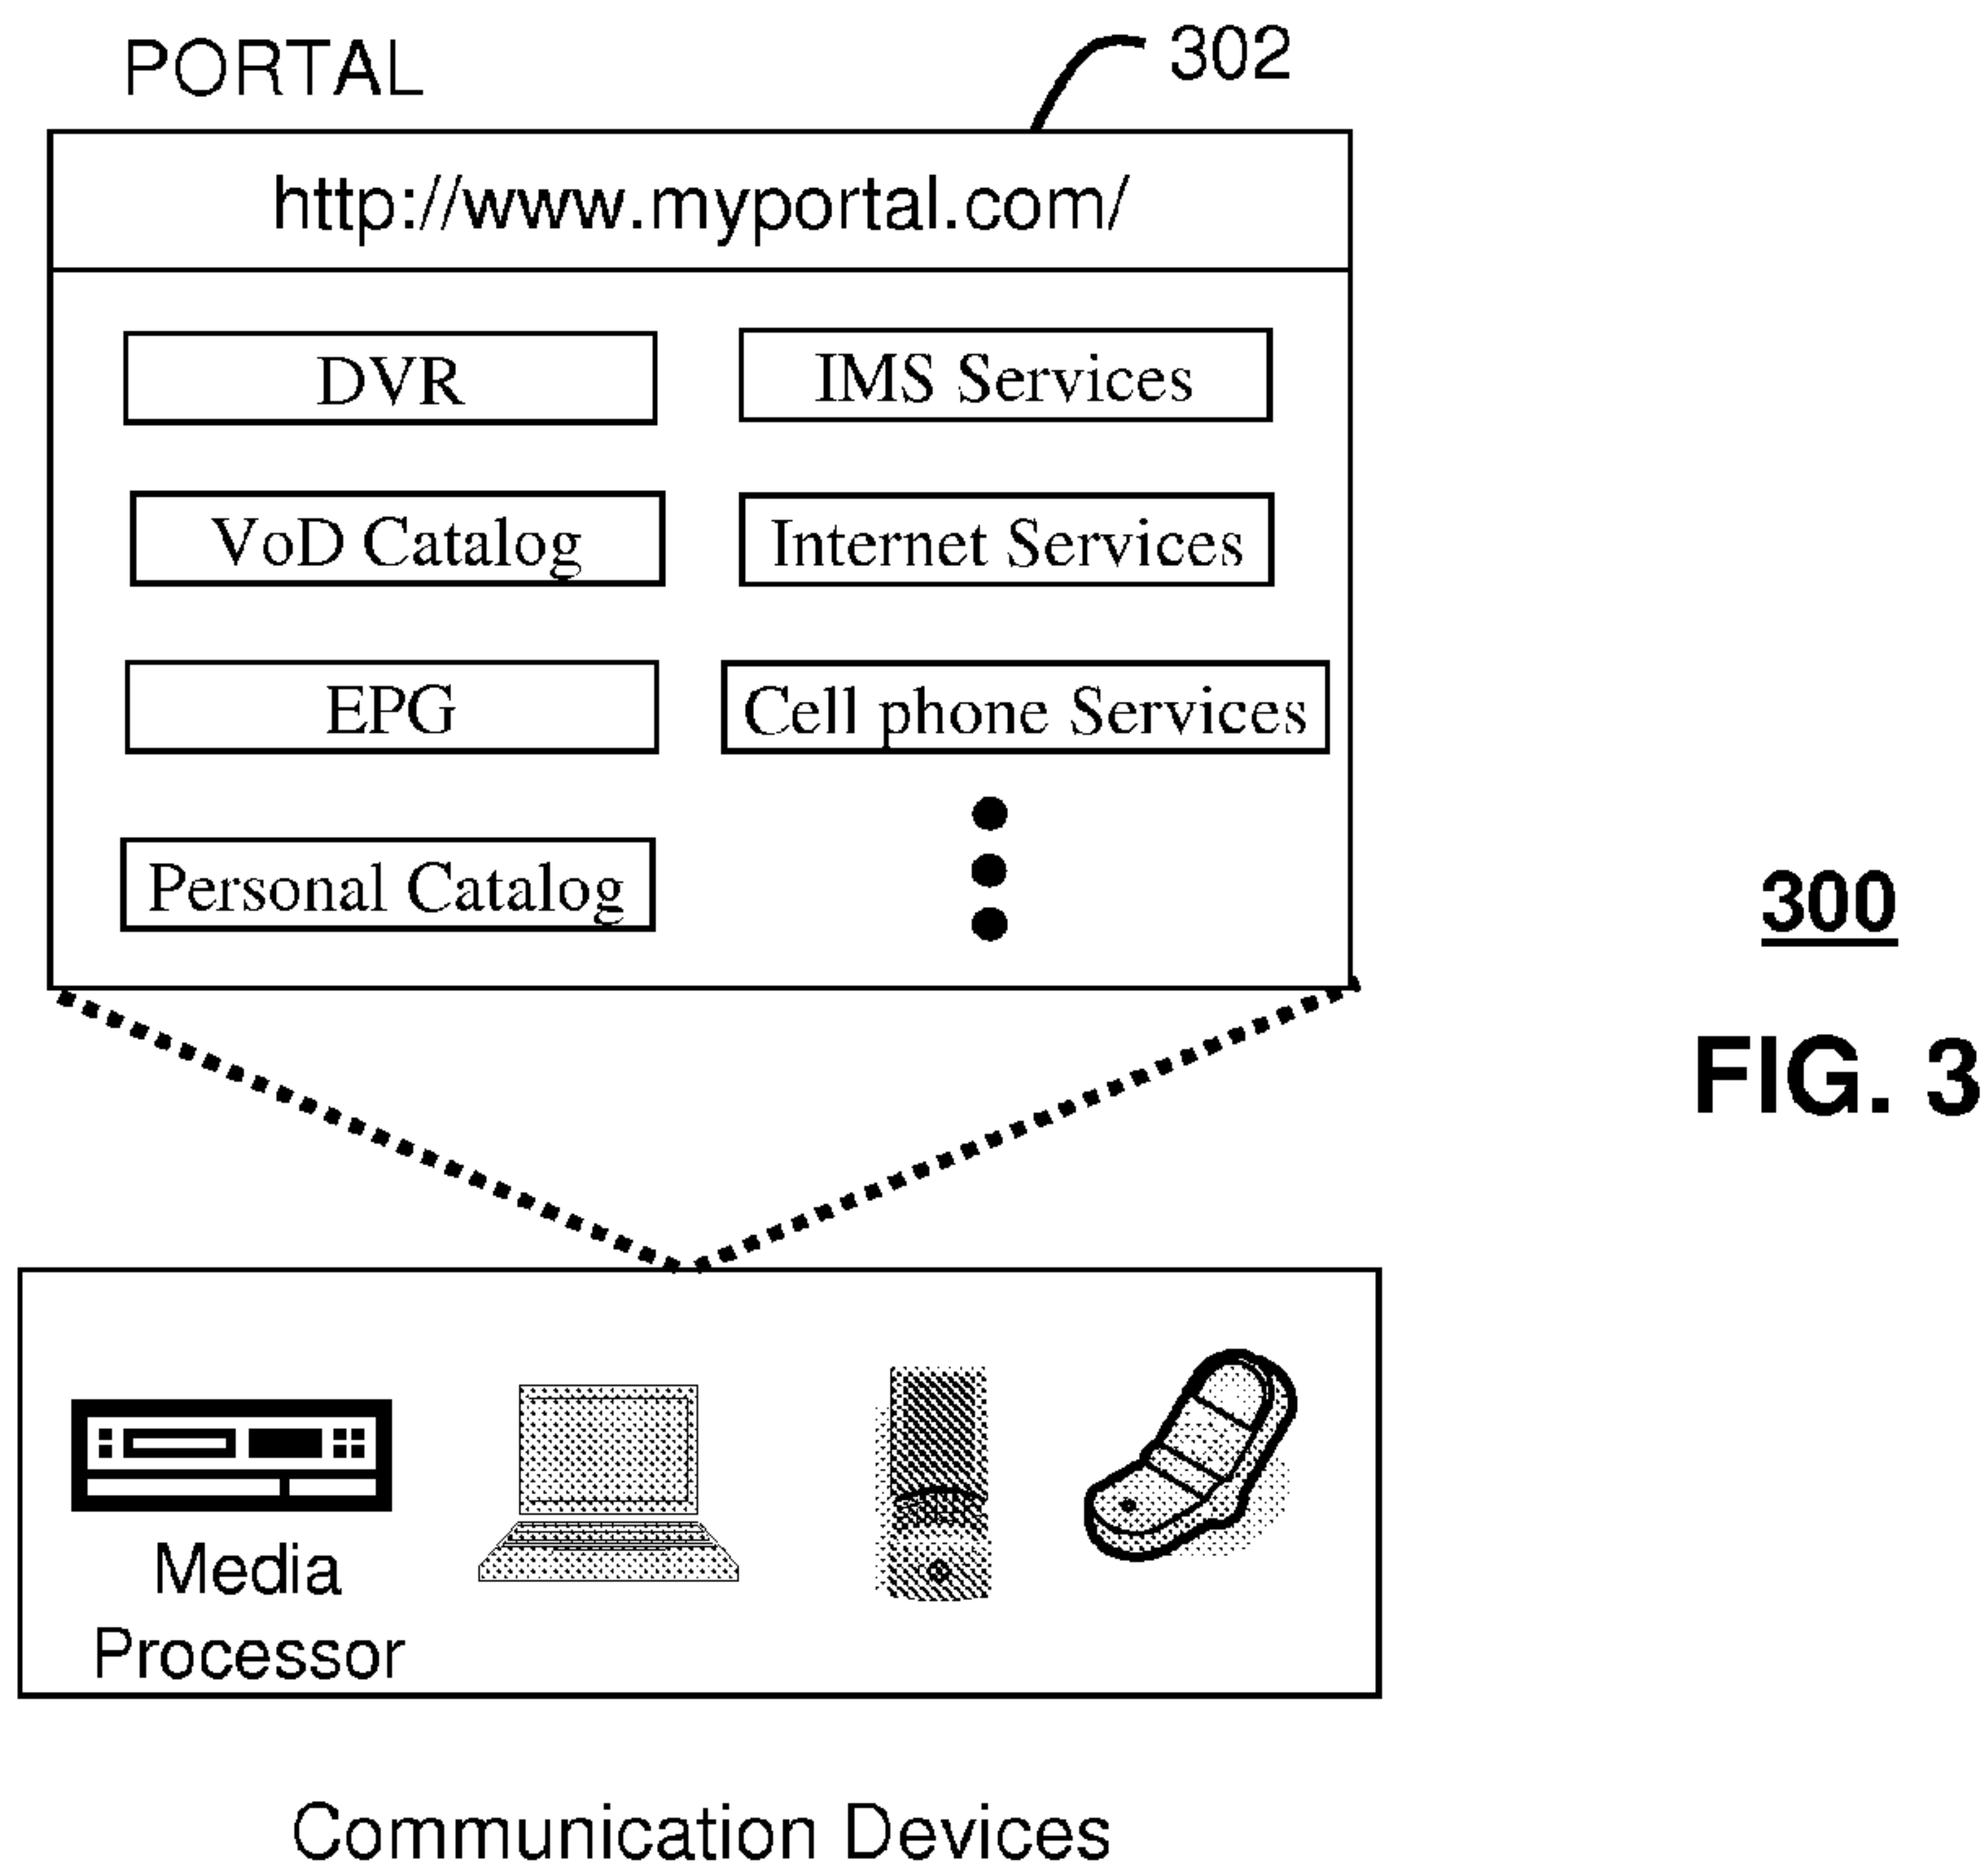 PORTAL
302
http://www.myportal.com/
DVR
IMS Services
VoD Catalog
Internet Services
EPG
Cell phone Services
Personal Catalog
300
FIG. 3
Media
Processor
Communication Devices